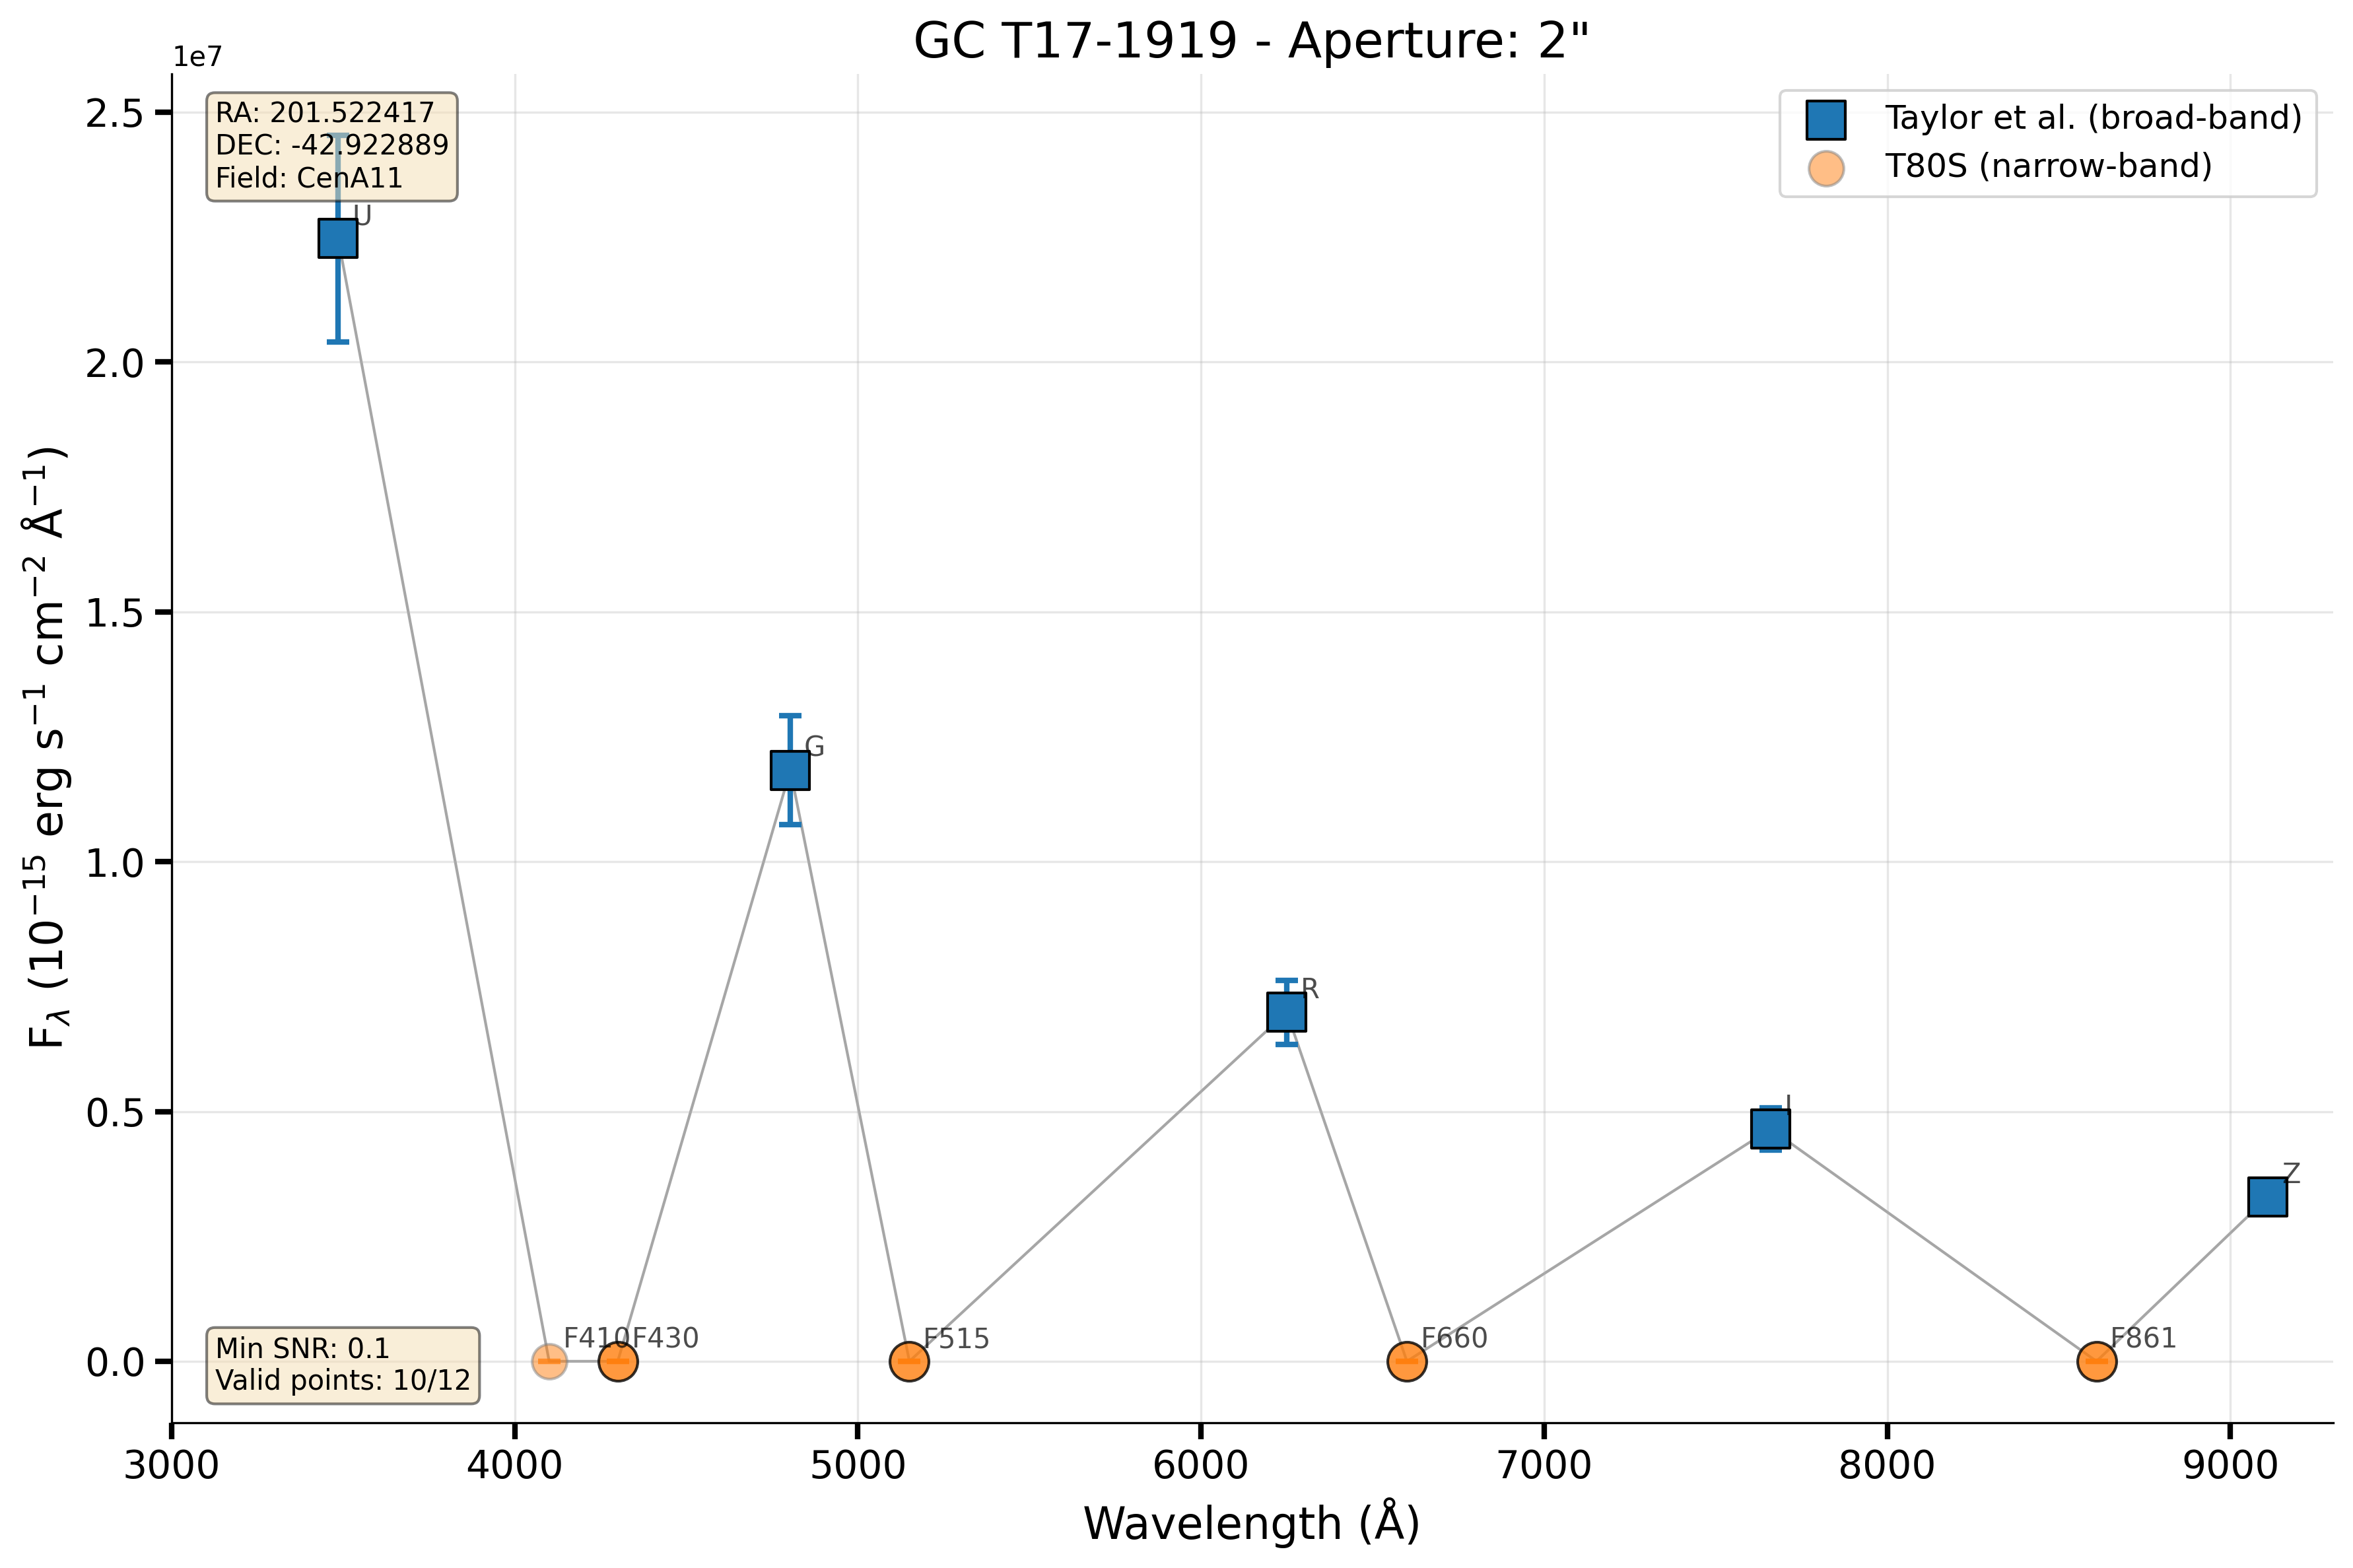 GC T17-1919 - Aperture: 2"
1e7
RA: 201.522417
DEC: -42.922889
Field: CenA11
Taylor et al. (broad-band)
T80S (narrow-band)
2.5
2.0
1.5
1.0
0.5
0.0
F_λ (10⁻¹⁵ erg s⁻¹ cm⁻² Å⁻¹)
U
G
R
I
Z
F410
F430
F515
F660
F861
Min SNR: 0.1
Valid points: 10/12
3000
4000
5000
6000
7000
8000
9000
Wavelength (Å)